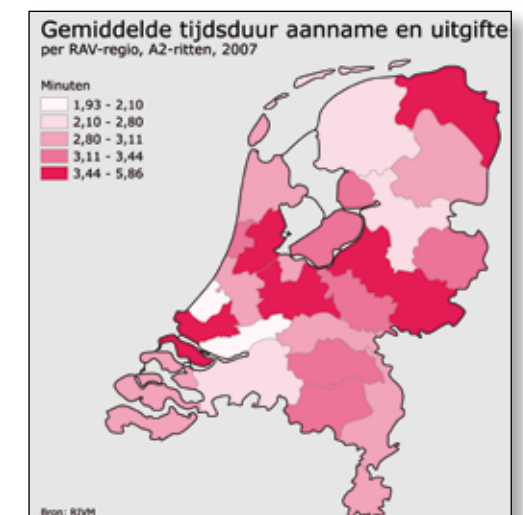 Gemiddelde tijdsduur aanname en uitgifte
per RAV-regio, A2-ritten, 2007
Minuten
1,93 - 2,10
2,10 - 2,80
2,80 - 3,11
3,11 - 3,44
3,44 - 5,86
Bron: RIVM